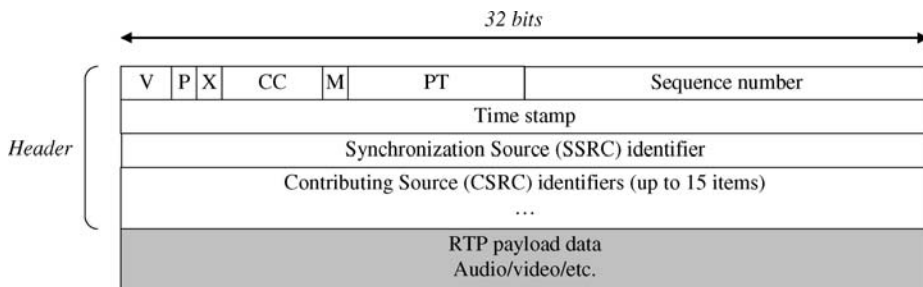 32 bits
V P X CC M PT Sequence number
Time stamp
Header
Synchronization Source (SSRC) identifier
Contributing Source (CSRC) identifiers (up to 15 items)
…
RTP payload data
Audio/video/etc.